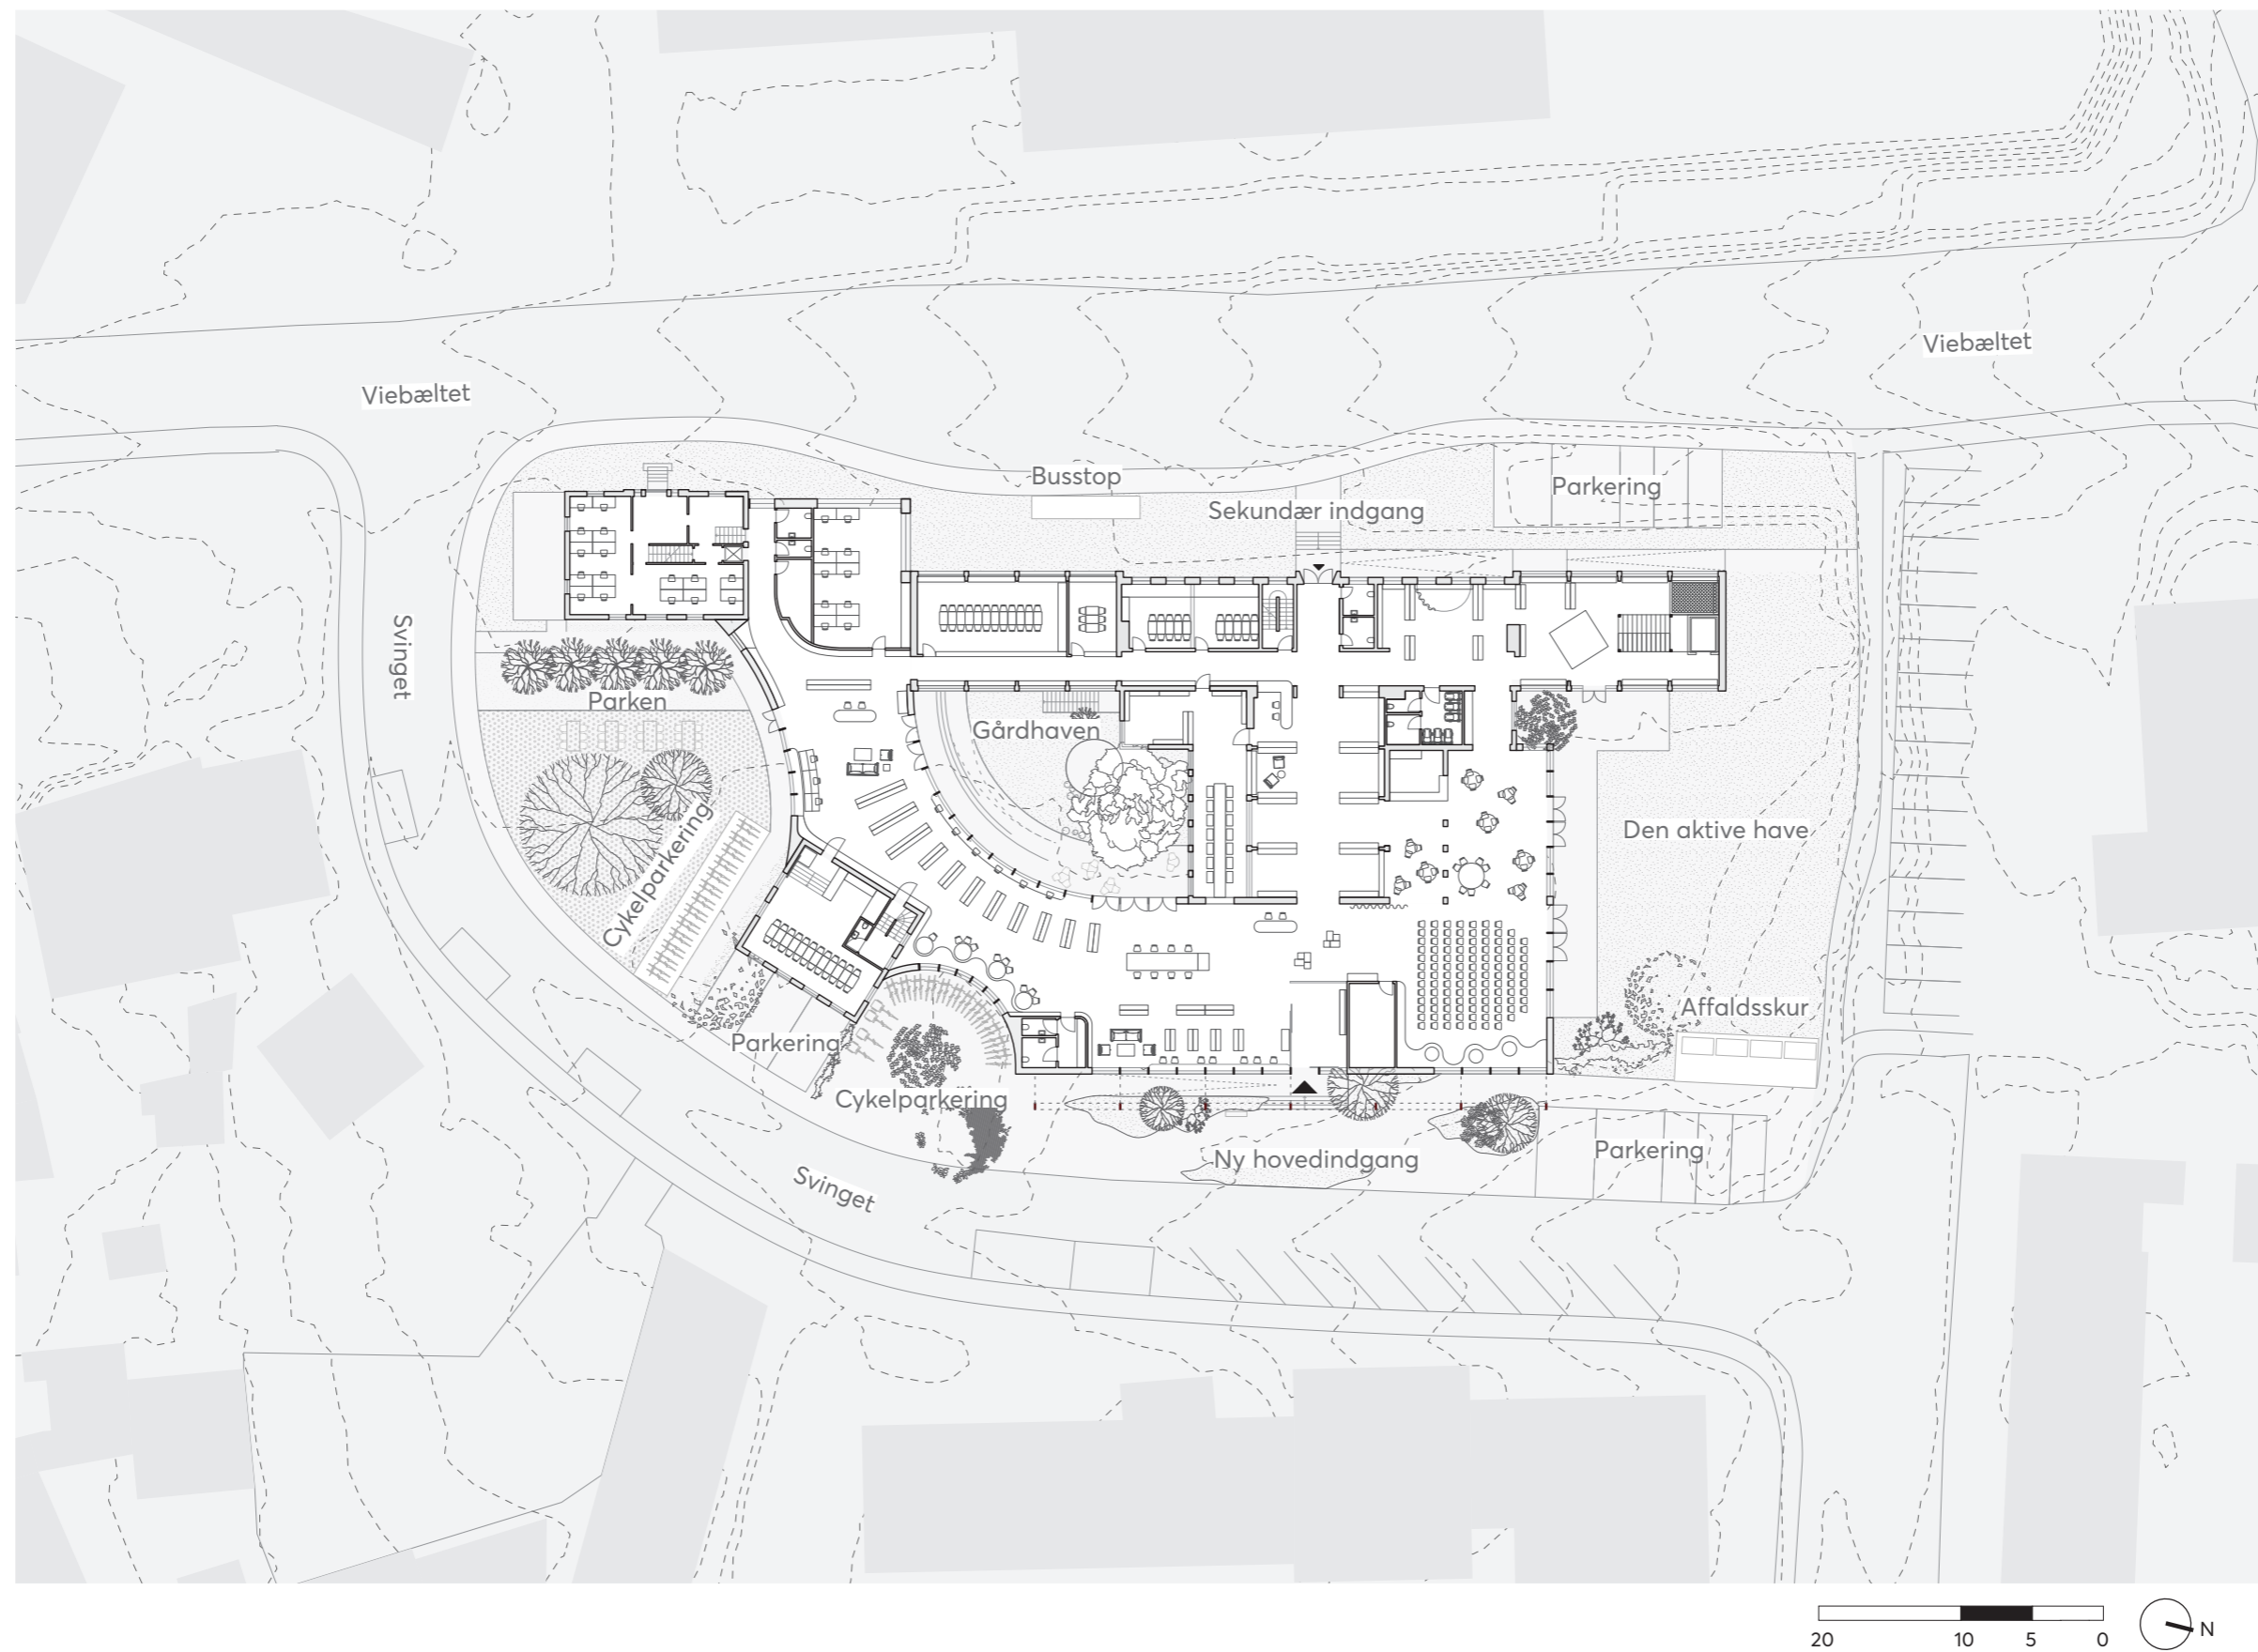 Viebæltet
Viebæltet
Busstop
Parkering
Sekundær indgang
Svinget
Parken
Gårdhaven
Cykelparkering
Den aktive have
Affaldsskur
Parkering
Cykelparkering
Parkering
Ny hovedindgang
Svinget
20 10 5 0
N